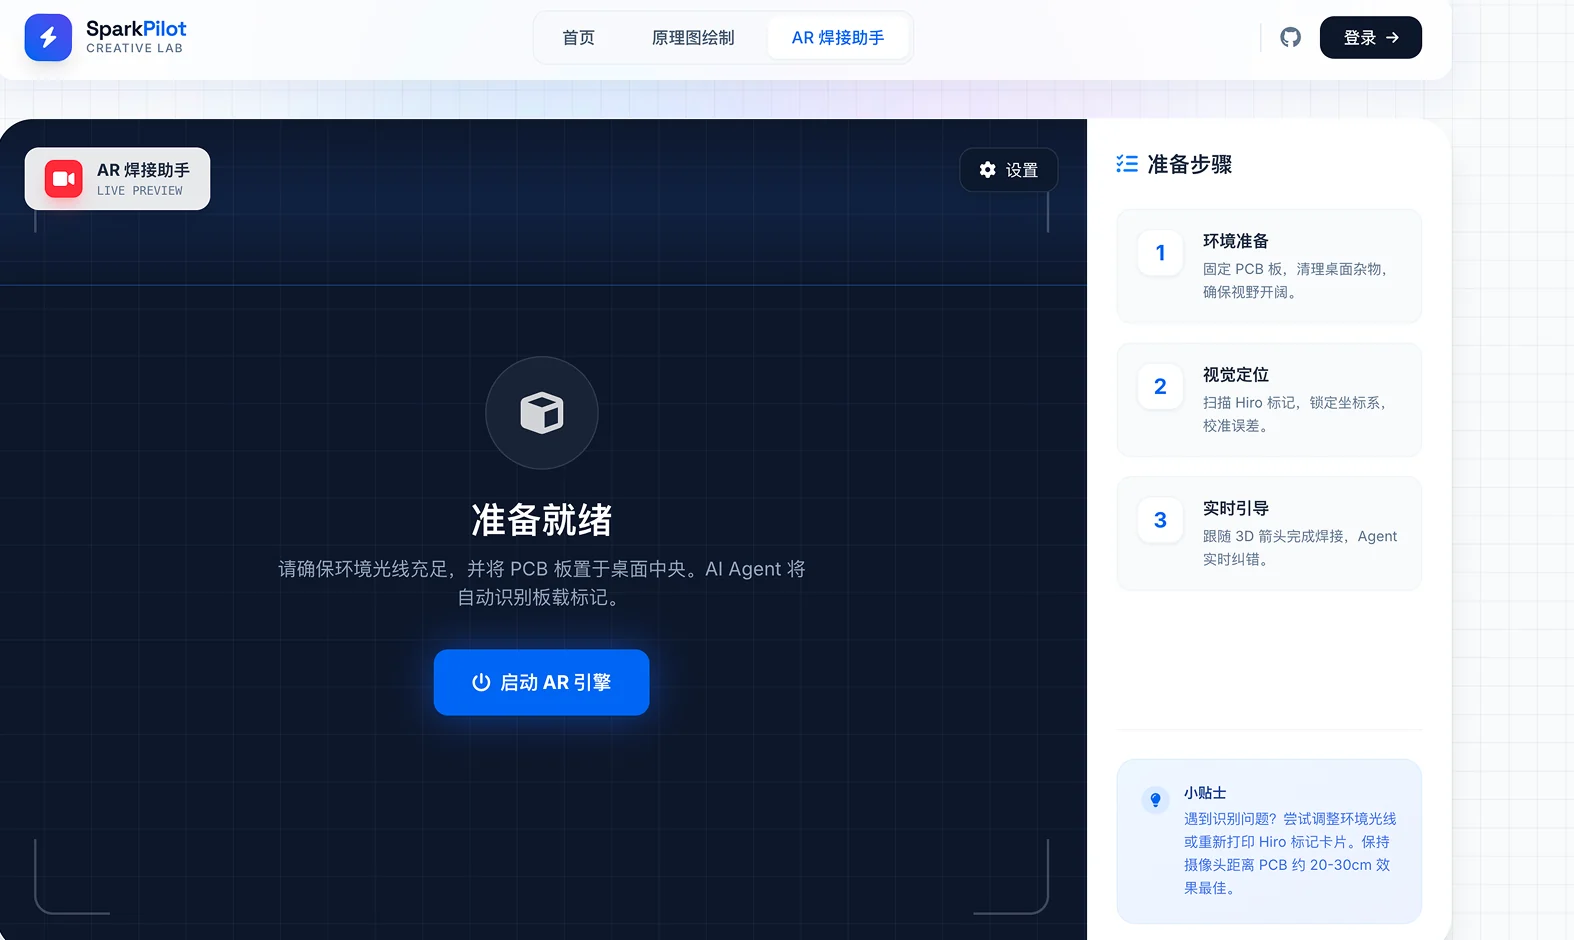 SparkPilot
CREATIVE LAB
首页
原理图绘制
AR 焊接助手
登录 →
AR 焊接助手
LIVE PREVIEW
设置
准备就绪
请确保环境光线充足，并将 PCB 板置于桌面中央。AI Agent 将
自动识别板载标记。
启动 AR 引擎
准备步骤
1
环境准备
固定 PCB 板，清理桌面杂物，
确保视野开阔。
2
视觉定位
扫描 Hiro 标记，锁定坐标系，
校准误差。
3
实时引导
跟随 3D 箭头完成焊接，Agent
实时纠错。
小贴士
遇到识别问题？尝试调整环境光线
或重新打印 Hiro 标记卡片。保持
摄像头距离 PCB 约 20-30cm 效
果最佳。